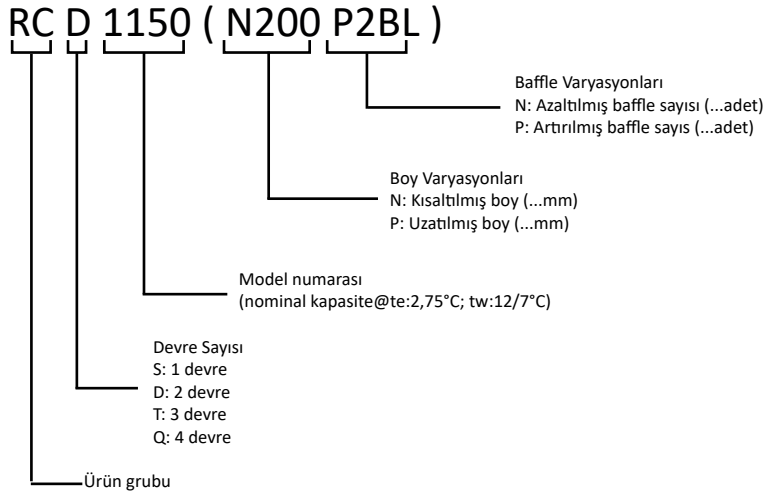 RC D 1150 ( N200 P2BL )
Baffle Varyasyonları
N: Azaltılmış baffle sayısı (...adet)
P: Artırılmış baffle sayıs (...adet)
Boy Varyasyonları
N: Kısaltılmış boy (...mm)
P: Uzatılmış boy (...mm)
Model numarası
(nominal kapasite@te:2,75°C; tw:12/7°C)
Devre Sayısı
S: 1 devre
D: 2 devre
T: 3 devre
Q: 4 devre
Ürün grubu